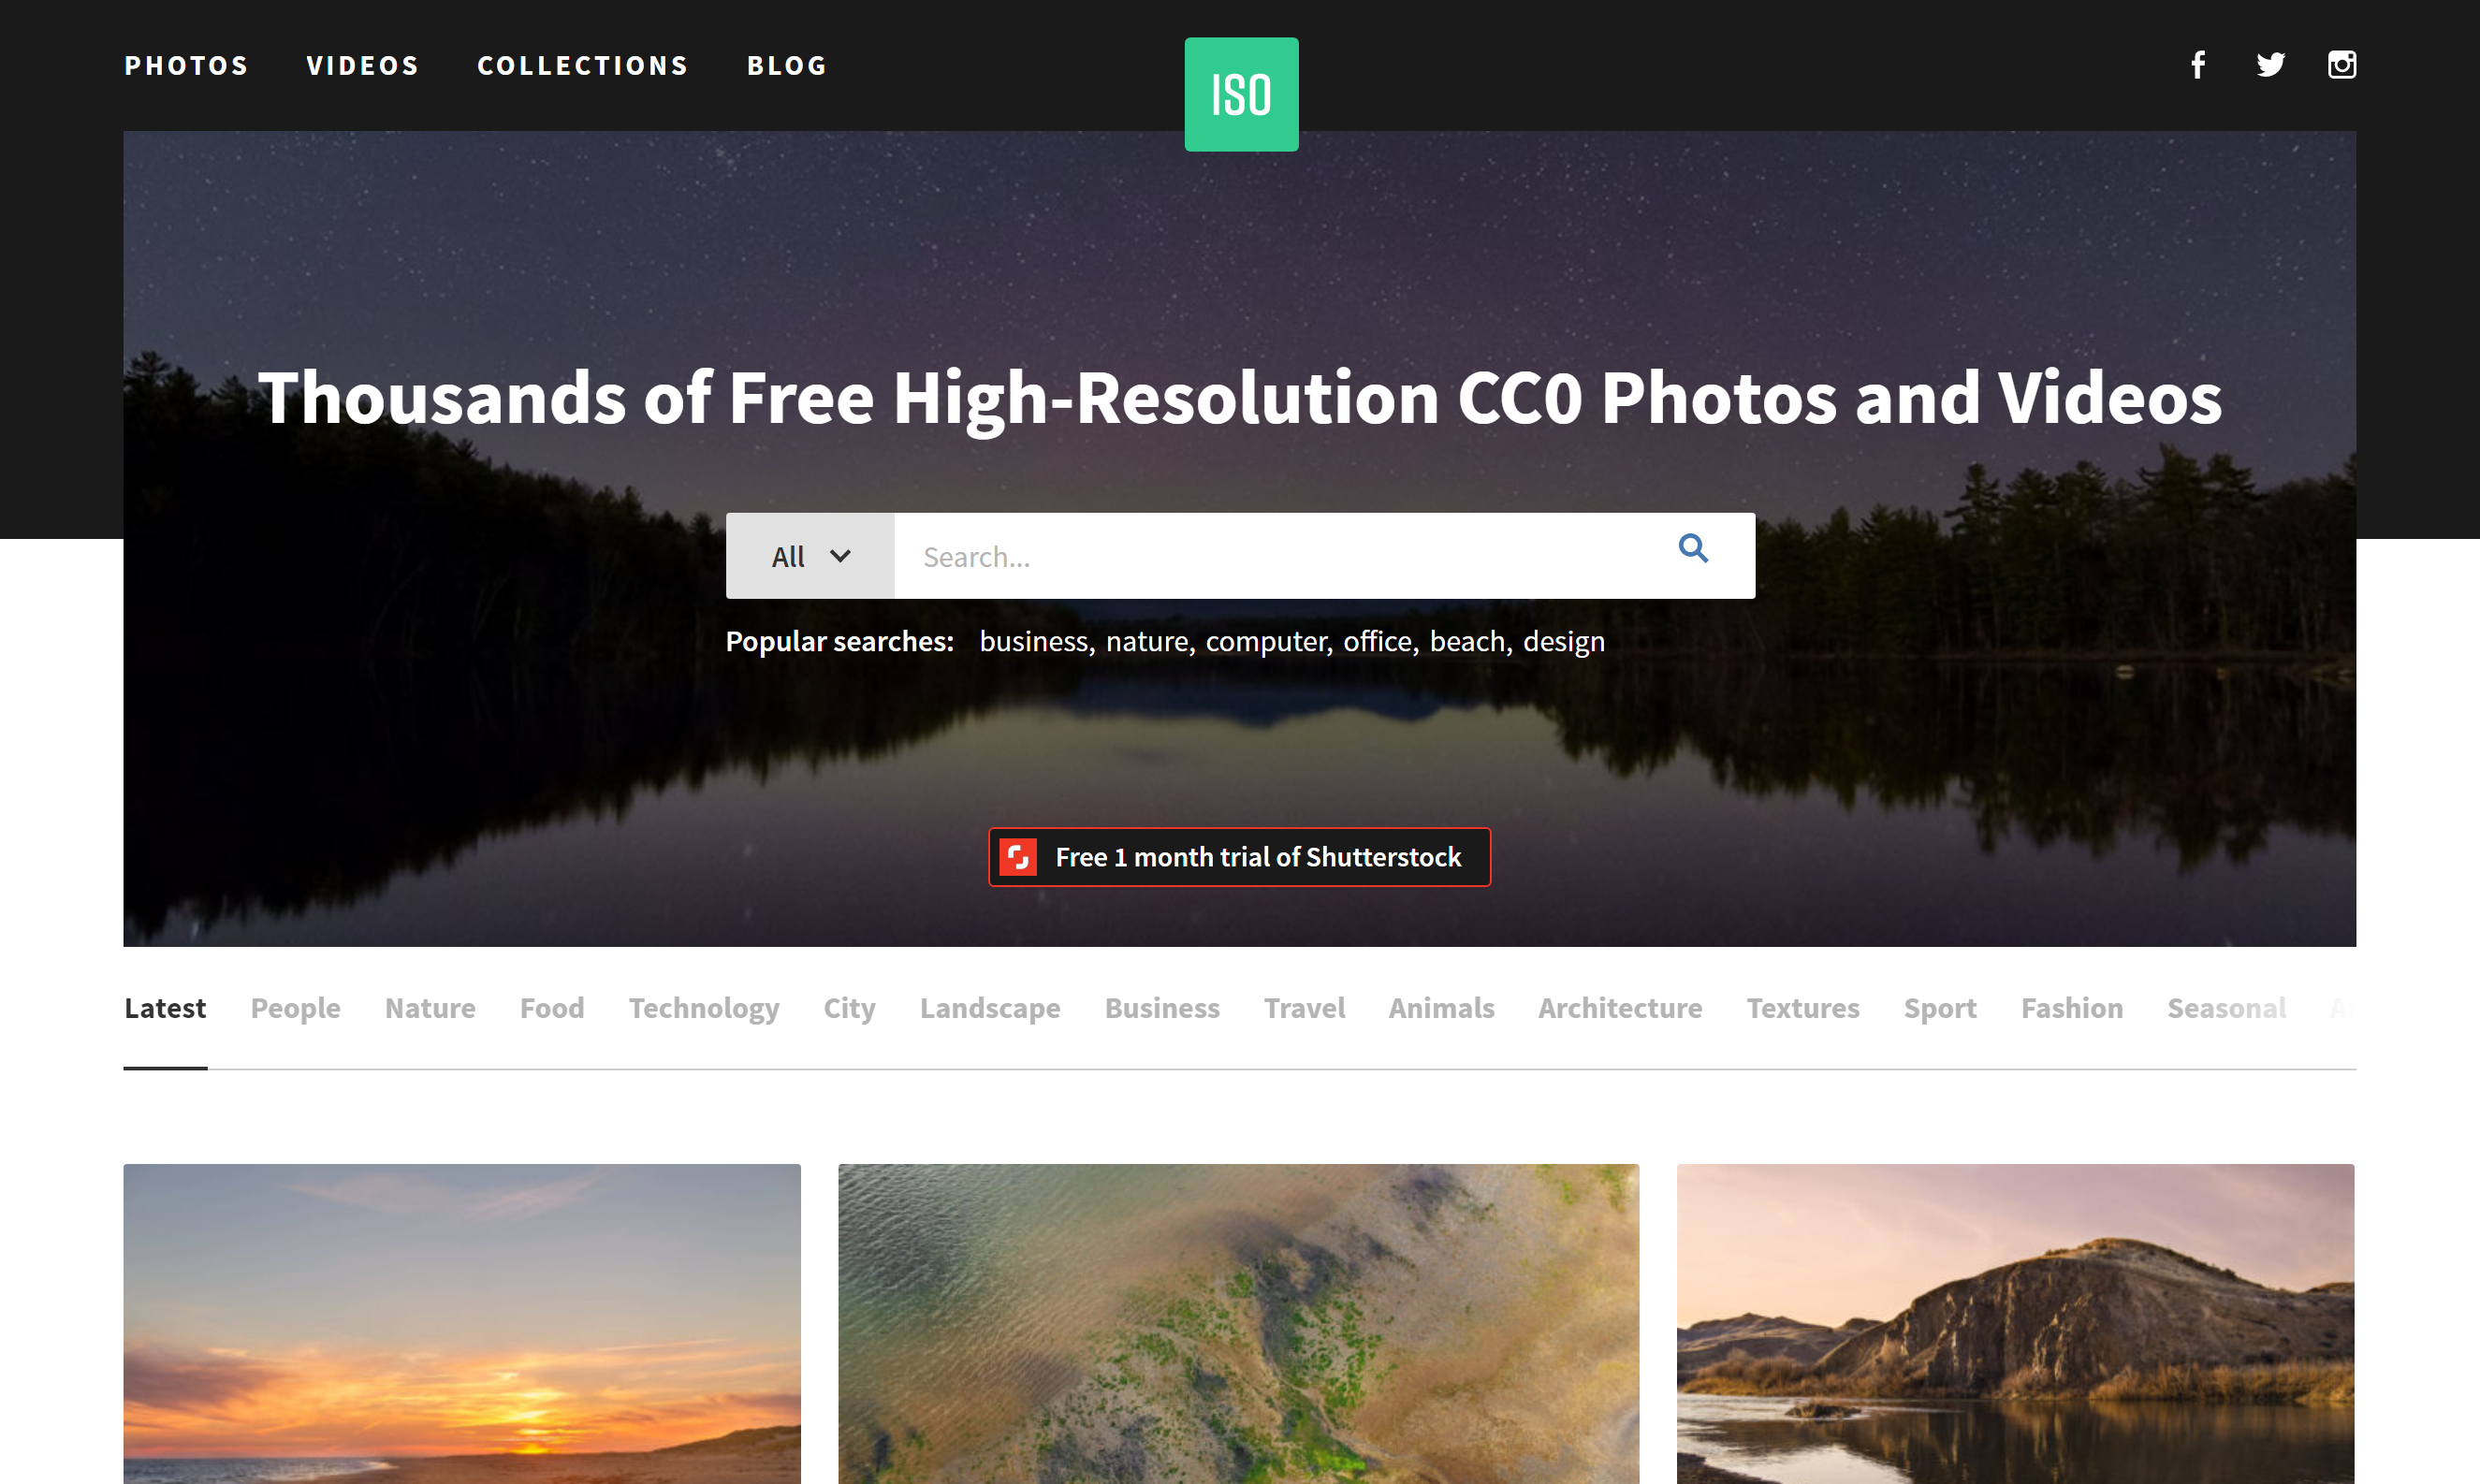 PHOTOS VIDEOS COLLECTIONS BLOG
ISO
Thousands of Free High-Resolution CC0 Photos and Videos
All Search...
Popular searches: business, nature, computer, office, beach, design
Free 1 month trial of Shutterstock
Latest People Nature Food Technology City Landscape Business Travel Animals Architecture Textures Sport Fashion Seasonal